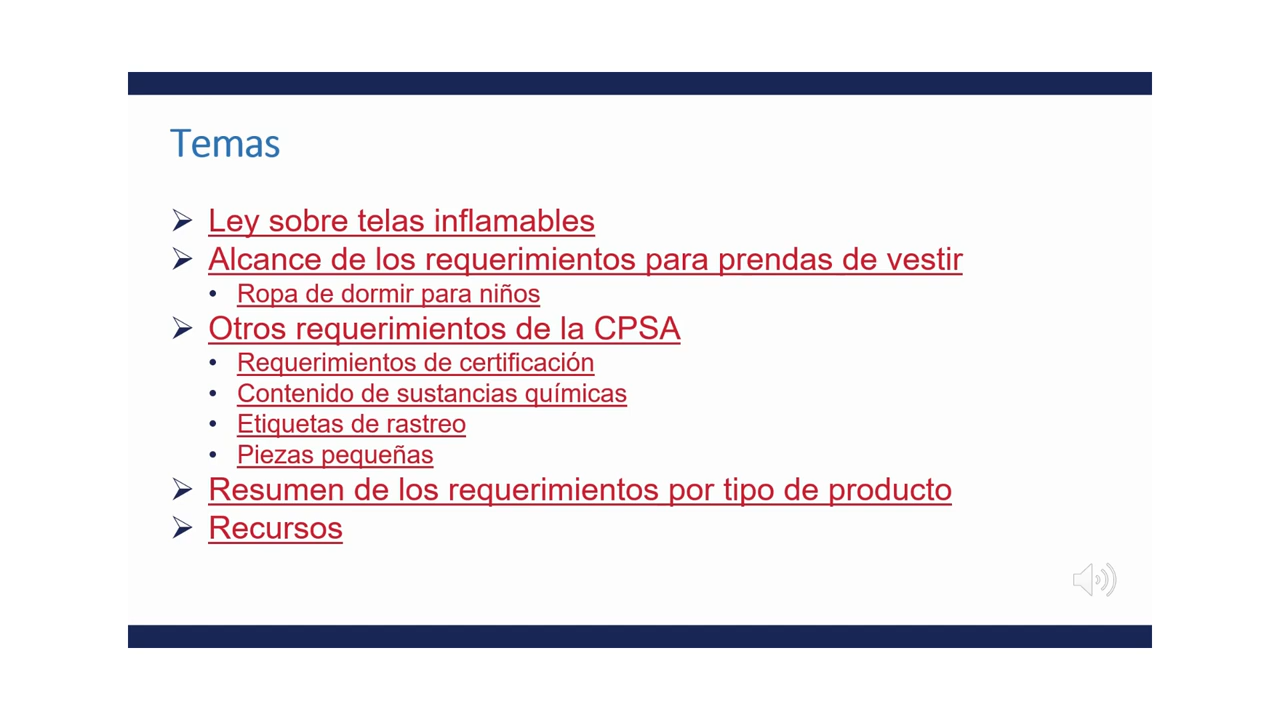 Temas
Ley sobre telas inflamables
Alcance de los requerimientos para prendas de vestir
Ropa de dormir para niños
Otros requerimientos de la CPSA
Requerimientos de certificación
Contenido de sustancias químicas
Etiquetas de rastreo
Piezas pequeñas
Resumen de los requerimientos por tipo de producto
Recursos